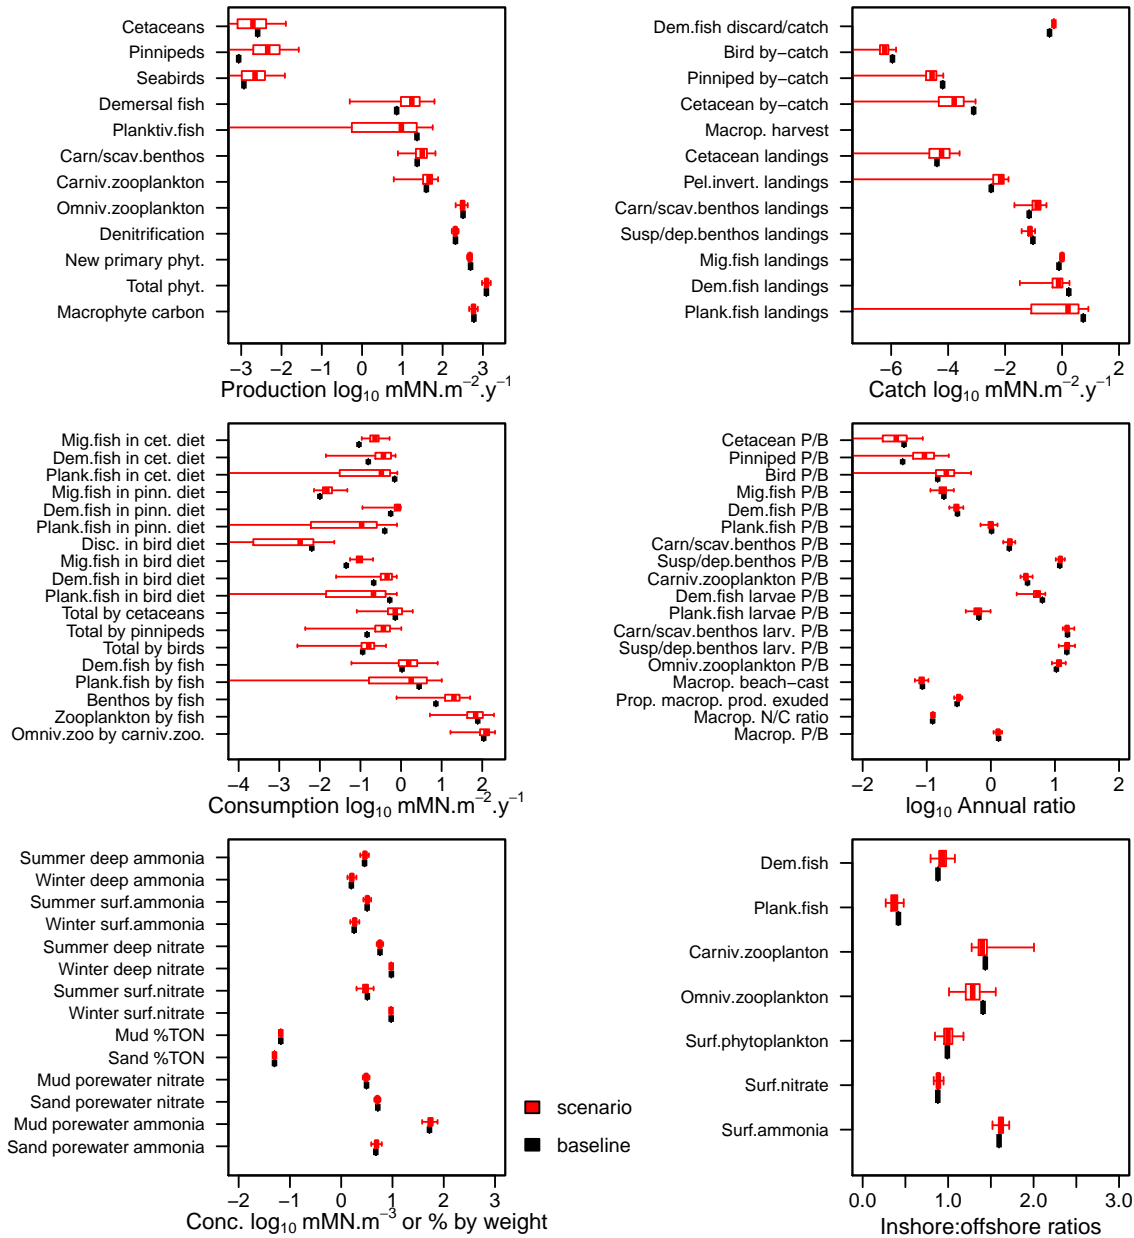 Cetaceans
Pinnipeds
Seabirds
Demersal fish
Planktiv.fish
Carn/scav.benthos
Carniv.zooplankton
Omniv.zooplankton
Denitrification
New primary phyt.
Total phyt.
Macrophyte carbon
−3 −2 −1 0 1 2 3
Production log₁₀ mMN.m⁻².y⁻¹
Dem.fish discard/catch
Bird by−catch
Pinniped by−catch
Cetacean by−catch
Macrop. harvest
Cetacean landings
Pel.invert. landings
Carn/scav.benthos landings
Susp/dep.benthos landings
Mig.fish landings
Dem.fish landings
Plank.fish landings
−6 −4 −2 0 2
Catch log₁₀ mMN.m⁻².y⁻¹
Mig.fish in cet. diet
Dem.fish in cet. diet
Plank.fish in cet. diet
Mig.fish in pinn. diet
Dem.fish in pinn. diet
Plank.fish in pinn. diet
Disc. in bird diet
Mig.fish in bird diet
Dem.fish in bird diet
Plank.fish in bird diet
Total by cetaceans
Total by pinnipeds
Total by birds
Dem.fish by fish
Plank.fish by fish
Benthos by fish
Zooplankton by fish
Omniv.zoo by carniv.zoo.
−4 −3 −2 −1 0 1 2
Consumption log₁₀ mMN.m⁻².y⁻¹
Cetacean P/B
Pinniped P/B
Bird P/B
Mig.fish P/B
Dem.fish P/B
Plank.fish P/B
Carn/scav.benthos P/B
Susp/dep.benthos P/B
Carniv.zooplankton P/B
Dem.fish larvae P/B
Plank.fish larvae P/B
Carn/scav.benthos larv. P/B
Susp/dep.benthos larv. P/B
Omniv.zooplankton P/B
Macrop. beach−cast
Prop. macrop. prod. exuded
Macrop. N/C ratio
Macrop. P/B
−2 −1 0 1 2
log₁₀ Annual ratio
Summer deep ammonia
Winter deep ammonia
Summer surf.ammonia
Winter surf.ammonia
Summer deep nitrate
Winter deep nitrate
Summer surf.nitrate
Winter surf.nitrate
Mud %TON
Sand %TON
Mud porewater nitrate
Sand porewater nitrate
Mud porewater ammonia
Sand porewater ammonia
−2 −1 0 1 2 3
Conc. log₁₀ mMN.m⁻³ or % by weight
scenario
baseline
Dem.fish
Plank.fish
Carniv.zooplanton
Omniv.zooplankton
Surf.phytoplankton
Surf.nitrate
Surf.ammonia
0.0 1.0 2.0 3.0
Inshore:offshore ratios